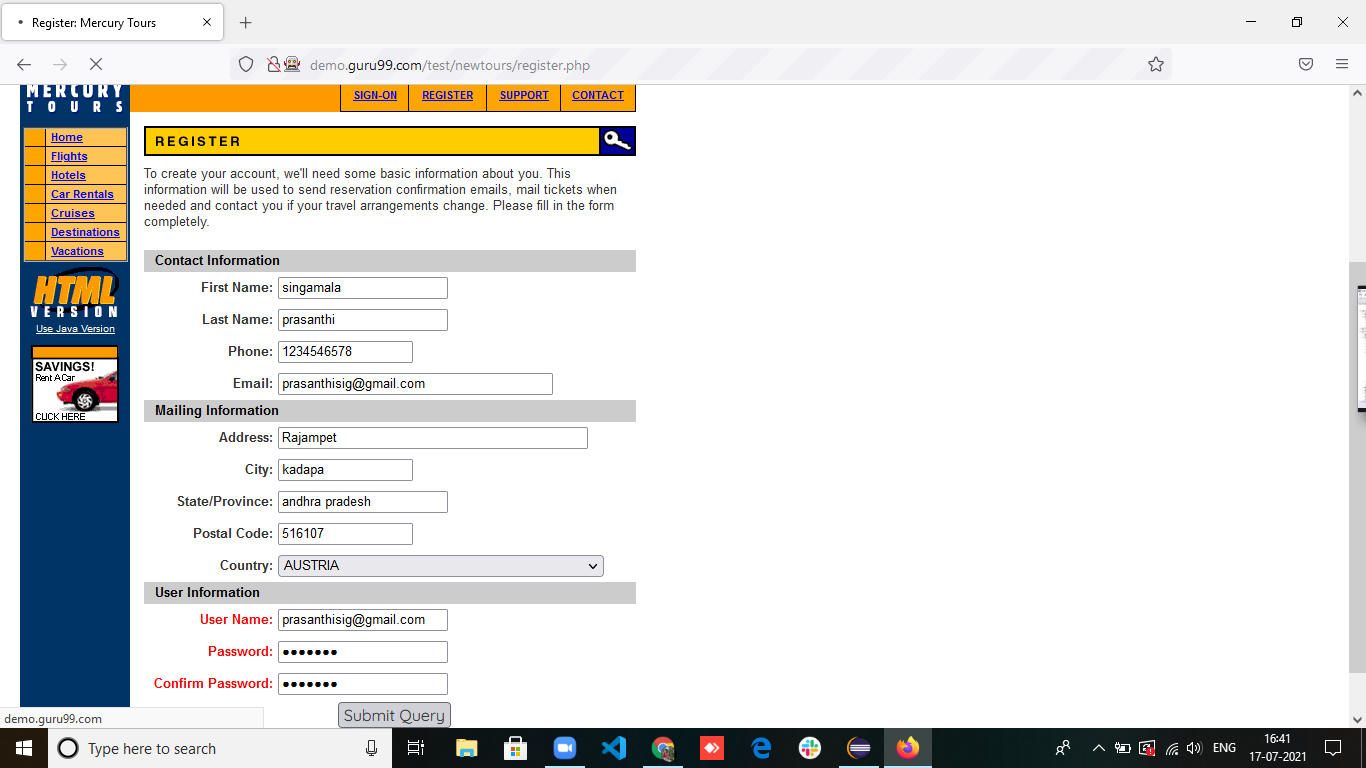 Register: Mercury Tours
demo.guru99.com/test/newtours/register.php
MERCURY
TOURS
SIGN-ON REGISTER SUPPORT CONTACT
Home
Flights
Hotels
Car Rentals
Cruises
Destinations
Vacations
HTML
VERSION
Use Java Version
SAVINGS!
Rent A Car
CLICK HERE
REGISTER
To create your account, we'll need some basic information about you. This
information will be used to send reservation confirmation emails, mail tickets when
needed and contact you if your travel arrangements change. Please fill in the form
completely.
Contact Information
First Name: singamala
Last Name: prasanthi
Phone: 1234546578
Email: prasanthisig@gmail.com
Mailing Information
Address: Rajampet
City: kadapa
State/Province: andhra pradesh
Postal Code: 516107
Country: AUSTRIA
User Information
User Name: prasanthisig@gmail.com
Password: •••••••
Confirm Password: •••••••
Submit Query
demo.guru99.com
Type here to search
ENG
16:41
17-07-2021